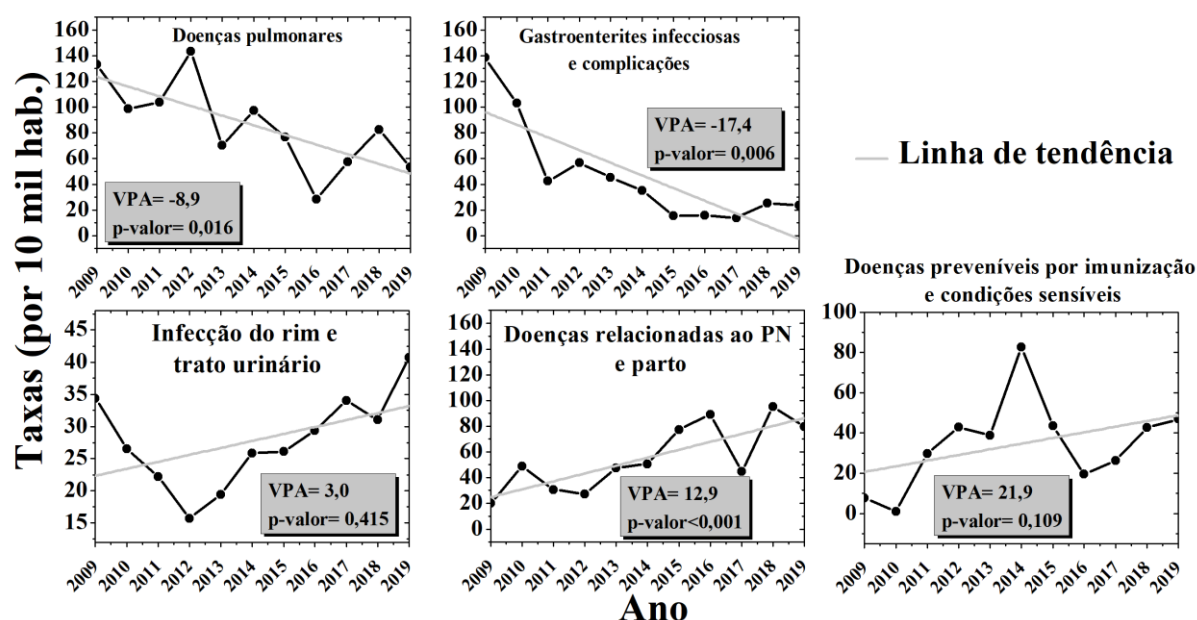 Taxas (por 10 mil hab.)
Doenças pulmonares
160
140
120
100
80
60
40
20
0
VPA= -8,9
p-valor= 0,016
2009 2010 2011 2012 2013 2014 2015 2016 2017 2018 2019
Gastroenterites infecciosas
e complicações
160
140
120
100
80
60
40
20
0
VPA= -17,4
p-valor= 0,006
2009 2010 2011 2012 2013 2014 2015 2016 2017 2018 2019
Linha de tendência
Infecção do rim e
trato urinário
45
40
35
30
25
20
15
VPA= 3,0
p-valor= 0,415
2009 2010 2011 2012 2013 2014 2015 2016 2017 2018 2019
Doenças relacionadas ao PN
e parto
160
140
120
100
80
60
40
20
0
VPA= 12,9
p-valor<0,001
2009 2010 2011 2012 2013 2014 2015 2016 2017 2018 2019
Doenças preveníveis por imunização
e condições sensíveis
100
80
60
40
20
0
VPA= 21,9
p-valor= 0,109
2009 2010 2011 2012 2013 2014 2015 2016 2017 2018 2019
Ano